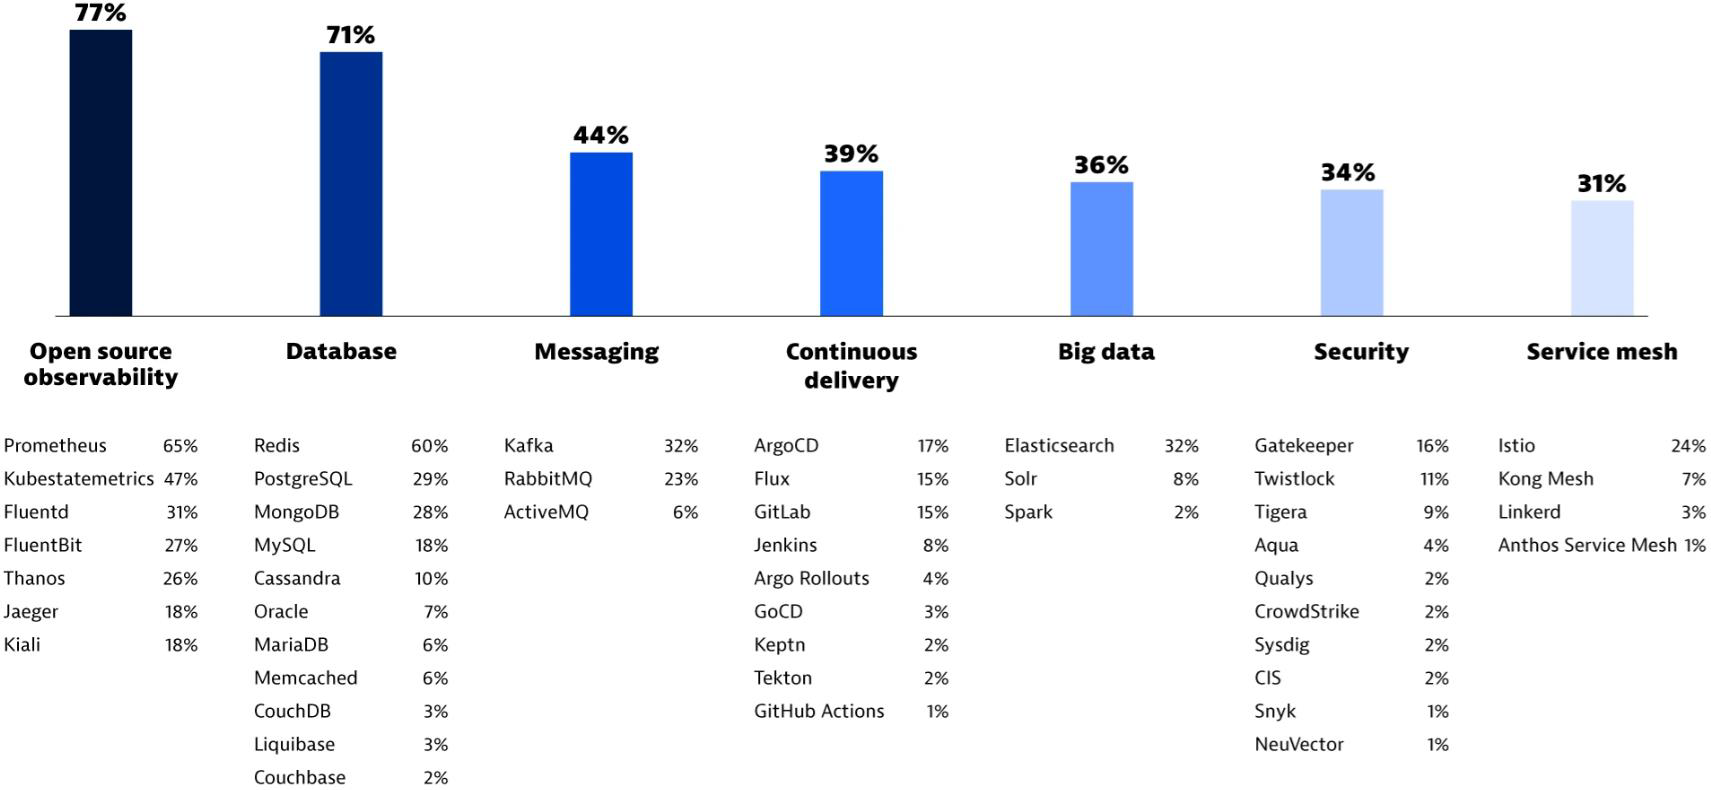 77%
71%
44%
39%
36%
34%
31%
Open source
observability
Database
Messaging
Continuous
delivery
Big data
Security
Service mesh
Prometheus 65%
Kubestatemetrics 47%
Fluentd 31%
FluentBit 27%
Thanos 26%
Jaeger 18%
Kiali 18%
Redis 60%
PostgreSQL 29%
MongoDB 28%
MySQL 18%
Cassandra 10%
Oracle 7%
MariaDB 6%
Memcached 6%
CouchDB 3%
Liquibase 3%
Couchbase 2%
Kafka 32%
RabbitMQ 23%
ActiveMQ 6%
ArgoCD 17%
Flux 15%
GitLab 15%
Jenkins 8%
Argo Rollouts 4%
GoCD 3%
Keptn 2%
Tekton 2%
GitHub Actions 1%
Elasticsearch 32%
Solr 8%
Spark 2%
Gatekeeper 16%
Twistlock 11%
Tigera 9%
Aqua 4%
Qualys 2%
CrowdStrike 2%
Sysdig 2%
CIS 2%
Snyk 1%
NeuVector 1%
Istio 24%
Kong Mesh 7%
Linkerd 3%
Anthos Service Mesh 1%